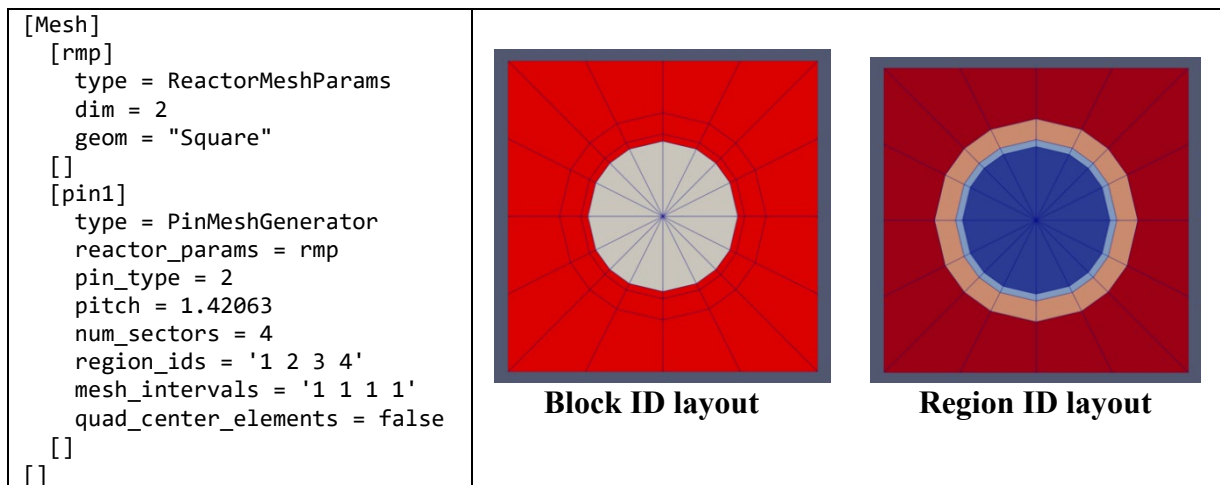 [Mesh]
  [rmp]
    type = ReactorMeshParams
    dim = 2
    geom = "Square"
  []
  [pin1]
    type = PinMeshGenerator
    reactor_params = rmp
    pin_type = 2
    pitch = 1.42063
    num_sectors = 4
    region_ids = '1 2 3 4'
    mesh_intervals = '1 1 1 1'
    quad_center_elements = false
  []
[]
Block ID layout
Region ID layout